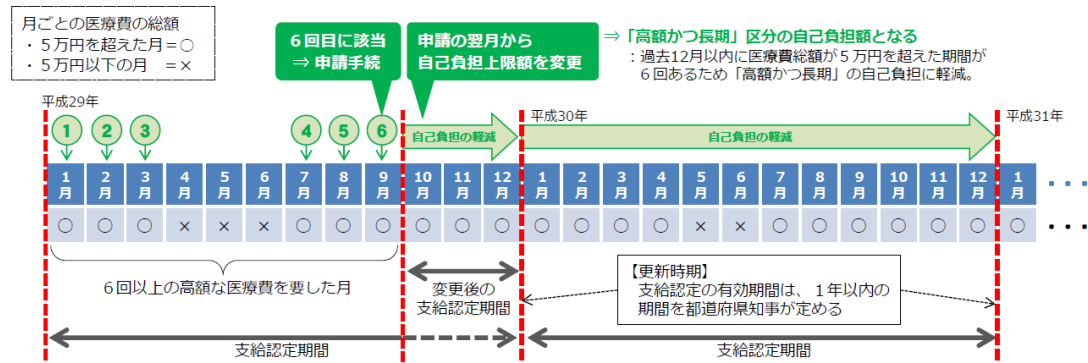 月ごとの医療費の総額
・５万円を超えた月＝○
・５万円以下の月　＝×
６回目に該当
⇒ 申請手続
申請の翌月から
自己負担上限額を変更
⇒「高額かつ長期」区分の自己負担額となる
：過去12月以内に医療費総額が５万円を超えた期間が
６回あるため「高額かつ長期」の自己負担に軽減。
平成29年
平成30年
平成31年
1 2 3 4 5 6
自己負担の軽減
自己負担の軽減
1月 2月 3月 4月 5月 6月 7月 8月 9月 10月 11月 12月 1月 2月 3月 4月 5月 6月 7月 8月 9月 10月 11月 12月 1月 ・・・
○ ○ ○ × × × ○ ○ ○ ○ ○ ○ ○ ○ ○ ○ × × ○ ○ ○ ○ ○ ○ ○ ・・・
６回以上の高額な医療費を要した月
変更後の
支給認定期間
【更新時期】
支給認定の有効期間は、１年以内の
期間を都道府県知事が定める
支給認定期間
支給認定期間